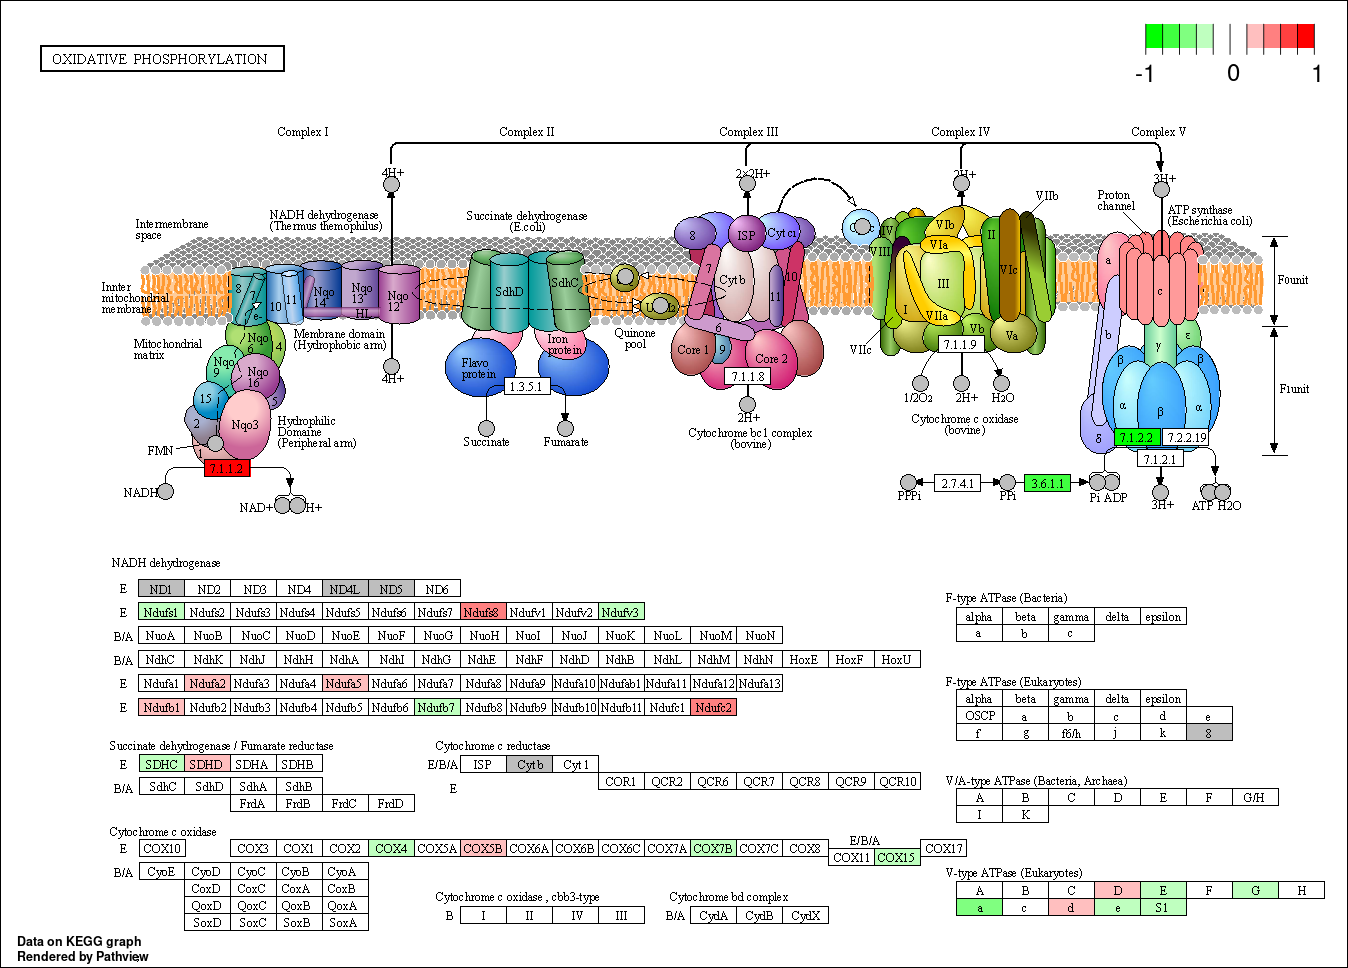 OXIDATIVE PHOSPHORYLATION
-1 0 1
Complex I Complex II Complex III Complex IV Complex V
4H+ 2×2H+ 2H+ 3H+
Intermembrane
space
NADH dehydrogenase
(Thermus themophilus)
Succinate dehydrogenase
(E.coli)
VIIb
Proton
channel
ATP synthase
(Escherichia coli)
8 ISP Cyt c1 IV VIb II VIII VIa
Innter
mitochondrial
membrane
8 10 11 Nqo
14 Nqo
13 Nqo
12 HL e-
SdhD SdhC
7 Cyt b 10 11
VIc III I VIIa
a c b
F0unit
Mitochondrial
matrix
Membrane domain
(Hydrophobic arm)
Nqo
6 4
Nqo
9 Nqo
16
15 5 2 Nqo3 1
Flavo
protein
Iron
protein
Quinone
pool
6 Core 1 9 Core 2
VIIc Vb Va
γ ε β β α α β δ
F1unit
7.1.1.9
7.1.1.8
1.3.5.1
4H+
Succinate Fumarate
2H+
1/2O2 2H+ H2O
Cytochrome bc1 complex
(bovine)
Cytochrome c oxidase
(bovine)
Hydrophilic
Domaine
(Peripheral arm)
FMN
7.1.1.2
7.1.2.2 7.2.2.19
7.1.2.1
NADH NAD+ H+
PPPi 2.7.4.1 PPi 3.6.1.1 Pi ADP
3H+ ATP H2O
NADH dehydrogenase
E ND1 ND2 ND3 ND4 ND4L ND5 ND6
E Ndufs1 Ndufs2 Ndufs3 Ndufs4 Ndufs5 Ndufs6 Ndufs7 Ndufs8 Ndufv1 Ndufv2 Ndufv3
B/A NuoA NuoB NuoC NuoD NuoE NuoF NuoG NuoH NuoI NuoJ NuoK NuoL NuoM NuoN
B/A NdhC NdhK NdhJ NdhH NdhA NdhI NdhG NdhE NdhF NdhD NdhB NdhL NdhM NdhN HoxE HoxF HoxU
E Ndufa1 Ndufa2 Ndufa3 Ndufa4 Ndufa5 Ndufa6 Ndufa7 Ndufa8 Ndufa9 Ndufa10 Ndufab1 Ndufa11 Ndufa12 Ndufa13
E Ndufb1 Ndufb2 Ndufb3 Ndufb4 Ndufb5 Ndufb6 Ndufb7 Ndufb8 Ndufb9 Ndufb10 Ndufb11 Ndufc1 Ndufc2
Succinate dehydrogenase / Fumarate reductase
E SDHC SDHD SDHA SDHB
B/A SdhC SdhD SdhA SdhB
FrdA FrdB FrdC FrdD
Cytochrome c reductase
E/B/A ISP Cyt b Cyt 1
E COR1 QCR2 QCR6 QCR7 QCR8 QCR9 QCR10
Cytochrome c oxidase
E COX10 COX3 COX1 COX2 COX4 COX5A COX5B COX6A COX6B COX6C COX7A COX7B COX7C COX8
E/B/A
COX11 COX15 COX17
B/A CyoE CyoD CyoC CyoB CyoA
CoxD CoxC CoxA CoxB
QoxD QoxC QoxB QoxA
SoxD SoxC SoxB SoxA
Cytochrome c oxidase , cbb3-type
B I II IV III
Cytochrome bd complex
B/A CydA CydB CydX
F-type ATPase (Bacteria)
alpha beta gamma delta epsilon
a b c
F-type ATPase (Eukaryotes)
alpha beta gamma delta epsilon
OSCP a b c d e
f g f6/h j k 8
V/A-type ATPase (Bacteria, Archaea)
A B C D E F G/H
I K
V-type ATPase (Eukaryotes)
A B C D E F G H
a c d e S1
Data on KEGG graph
Rendered by Pathview